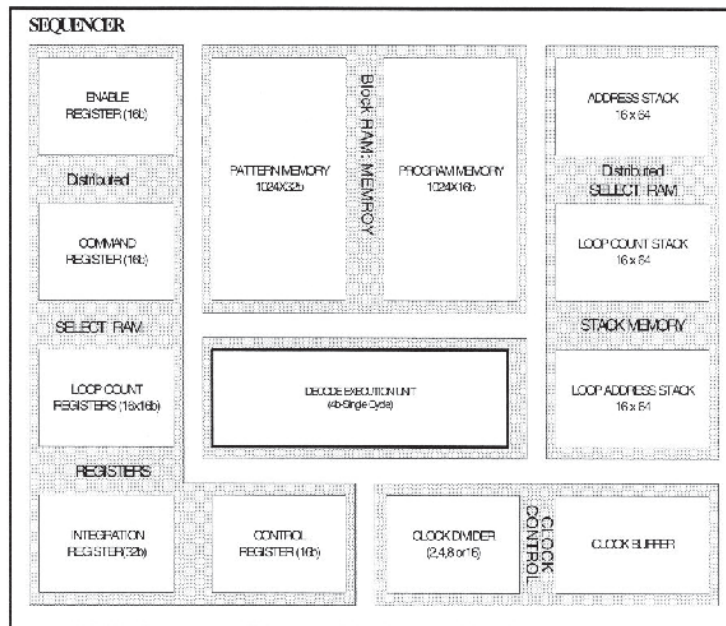 SEQUENCER
ENABLE
REGISTER (16b)
Distributed
COMMAND
REGISTER (16b)
SELECT RAM
LOOP COUNT
REGISTERS (16x16b)
REGISTERS
INTEGRATION
REGISTER(32b)
CONTROL
REGISTER (16b)
PATTERN MEMORY
1024X32b
Block RAM: MEMROY
PROGRAM MEMORY
1024X16b
DECODE EXECUTION UNIT
(4b-Single Cycle)
ADDRESS STACK
16 x 64
Distributed
SELECT RAM
LOOP COUNT STACK
16 x 64
STACK MEMORY
LOOP ADDRESS STACK
16 x 64
CLOCK DIVIDER
(2,4,8 or 16)
CLOCK
CONTROL
CLOCK BUFFER